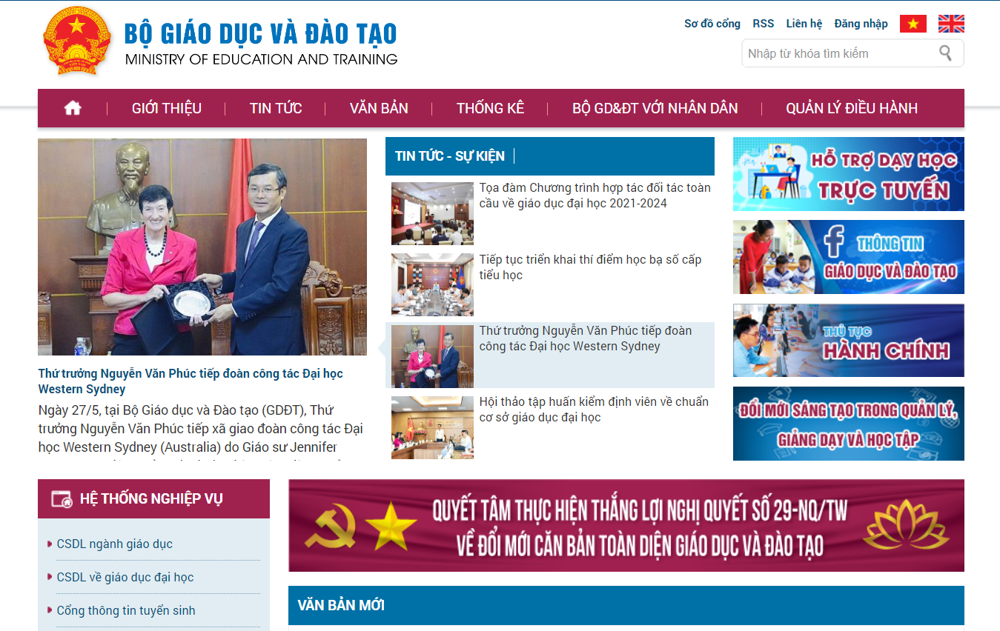 BỘ GIÁO DỤC VÀ ĐÀO TẠO
MINISTRY OF EDUCATION AND TRAINING
Sơ đồ cổng RSS Liên hệ Đăng nhập
Nhập từ khóa tìm kiếm
GIỚI THIỆU TIN TỨC VĂN BẢN THỐNG KÊ BỘ GD&ĐT VỚI NHÂN DÂN QUẢN LÝ ĐIỀU HÀNH
Thứ trưởng Nguyễn Văn Phúc tiếp đoàn công tác Đại học
Western Sydney
Ngày 27/5, tại Bộ Giáo dục và Đào tạo (GDĐT), Thứ
trưởng Nguyễn Văn Phúc tiếp xã giao đoàn công tác Đại
học Western Sydney (Australia) do Giáo sư Jennifer
TIN TỨC - SỰ KIỆN
Tọa đàm Chương trình hợp tác đối tác toàn
cầu về giáo dục đại học 2021-2024
Tiếp tục triển khai thí điểm học bạ số cấp
tiểu học
Thứ trưởng Nguyễn Văn Phúc tiếp đoàn
công tác Đại học Western Sydney
Hội thảo tập huấn kiểm định viên về chuẩn
cơ sở giáo dục đại học
HỖ TRỢ DẠY HỌC
TRỰC TUYẾN
THÔNG TIN
GIÁO DỤC VÀ ĐÀO TẠO
THỦ TỤC
HÀNH CHÍNH
ĐỔI MỚI SÁNG TẠO TRONG QUẢN LÝ,
GIẢNG DẠY VÀ HỌC TẬP
HỆ THỐNG NGHIỆP VỤ
CSDL ngành giáo dục
CSDL về giáo dục đại học
Cổng thông tin tuyển sinh
QUYẾT TÂM THỰC HIỆN THẮNG LỢI NGHỊ QUYẾT SỐ 29-NQ/TW
VỀ ĐỔI MỚI CĂN BẢN TOÀN DIỆN GIÁO DỤC VÀ ĐÀO TẠO
VĂN BẢN MỚI